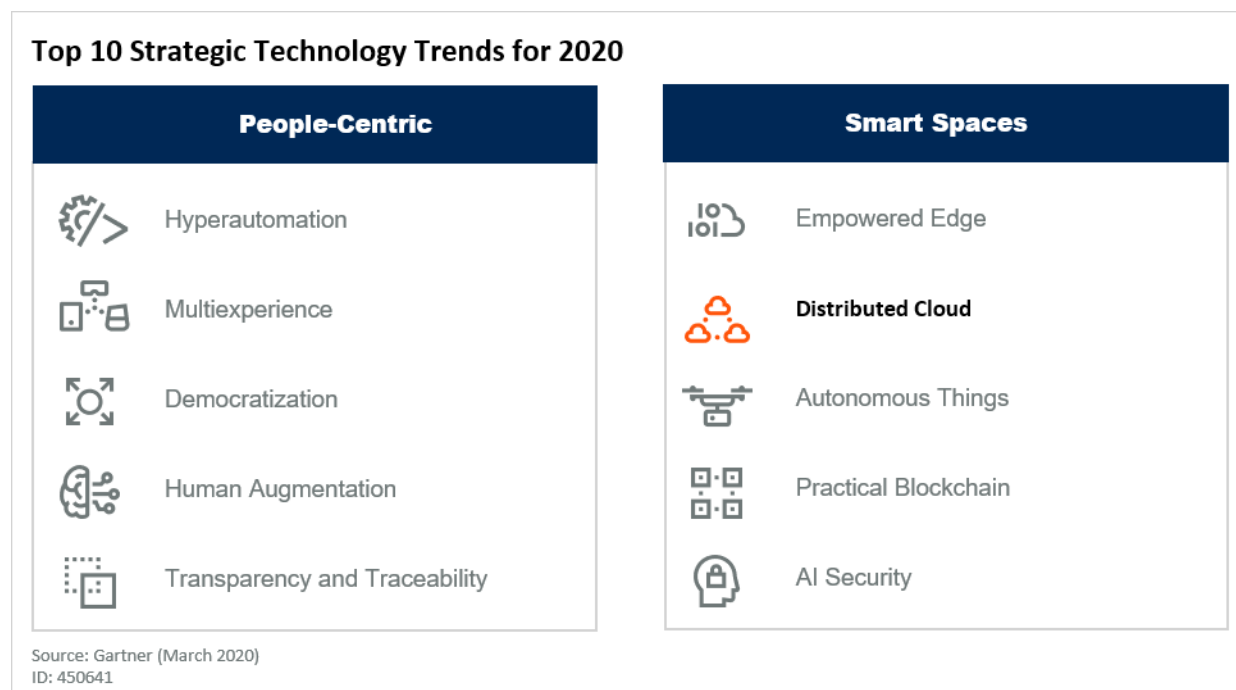 Top 10 Strategic Technology Trends for 2020
People-Centric
Hyperautomation
Multiexperience
Democratization
Human Augmentation
Transparency and Traceability
Smart Spaces
101
Empowered Edge
Distributed Cloud
Autonomous Things
Practical Blockchain
AI Security
Source: Gartner (March 2020)
ID: 450641